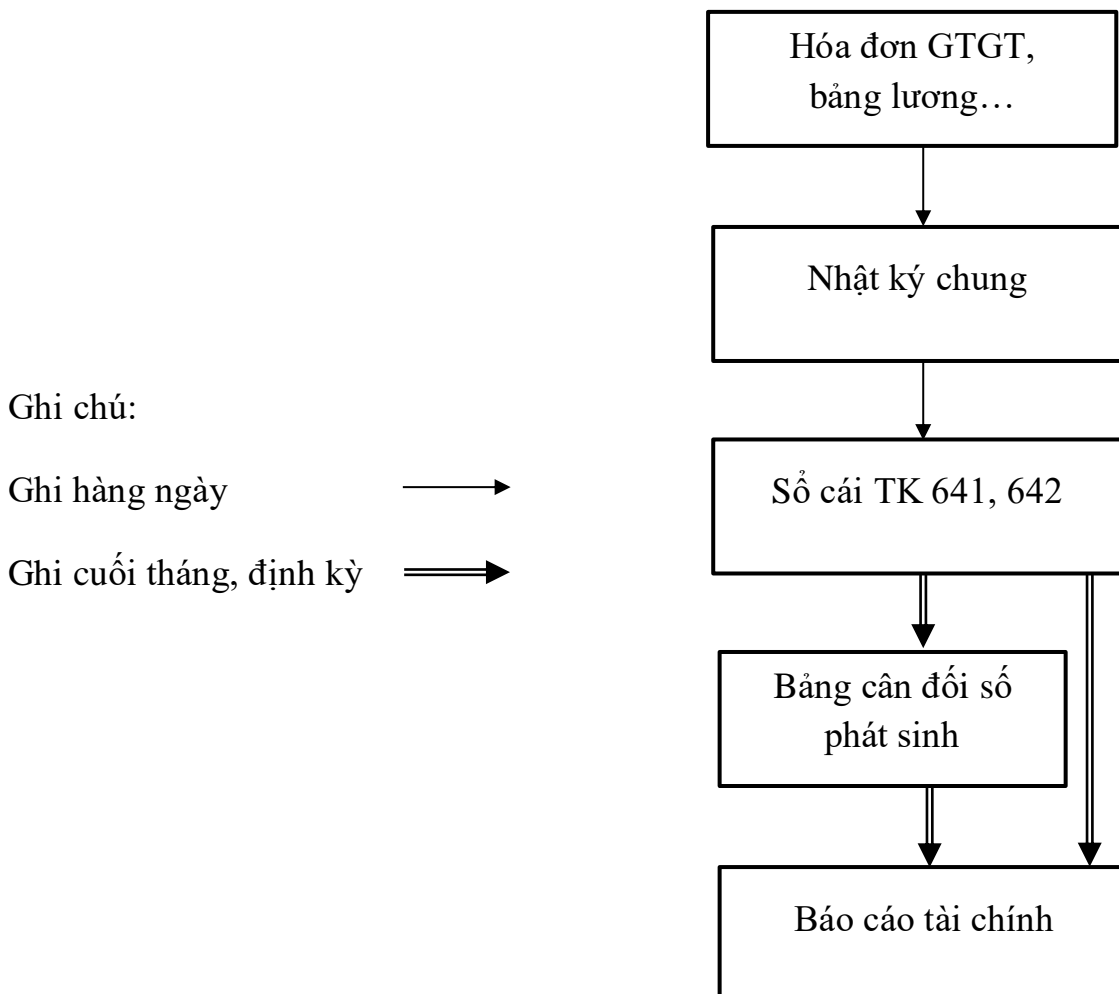 Hóa đơn GTGT,
bảng lương…
Nhật ký chung
Ghi chú:
Ghi hàng ngày
Sổ cái TK 641, 642
Ghi cuối tháng, định kỳ
Bảng cân đối số
phát sinh
Báo cáo tài chính